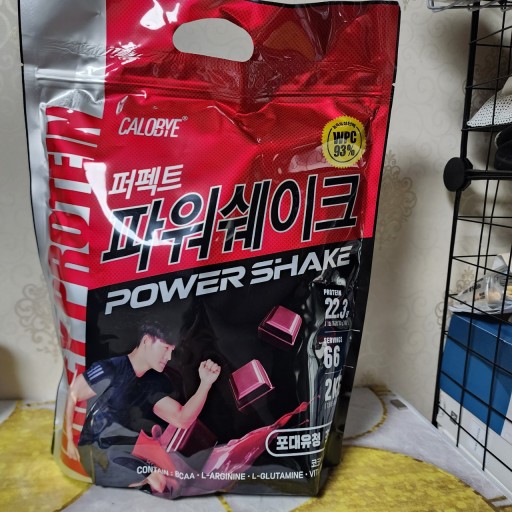 CALOBYE®
WPC
93%
퍼펙트
파워쉐이크
POWER SHAKE
PROTEIN
PROTEIN
22.3
SERVINGS
66
포대유청
CONTAIN : BCAA · L-ARGININE · L-GLUTAMINE ·